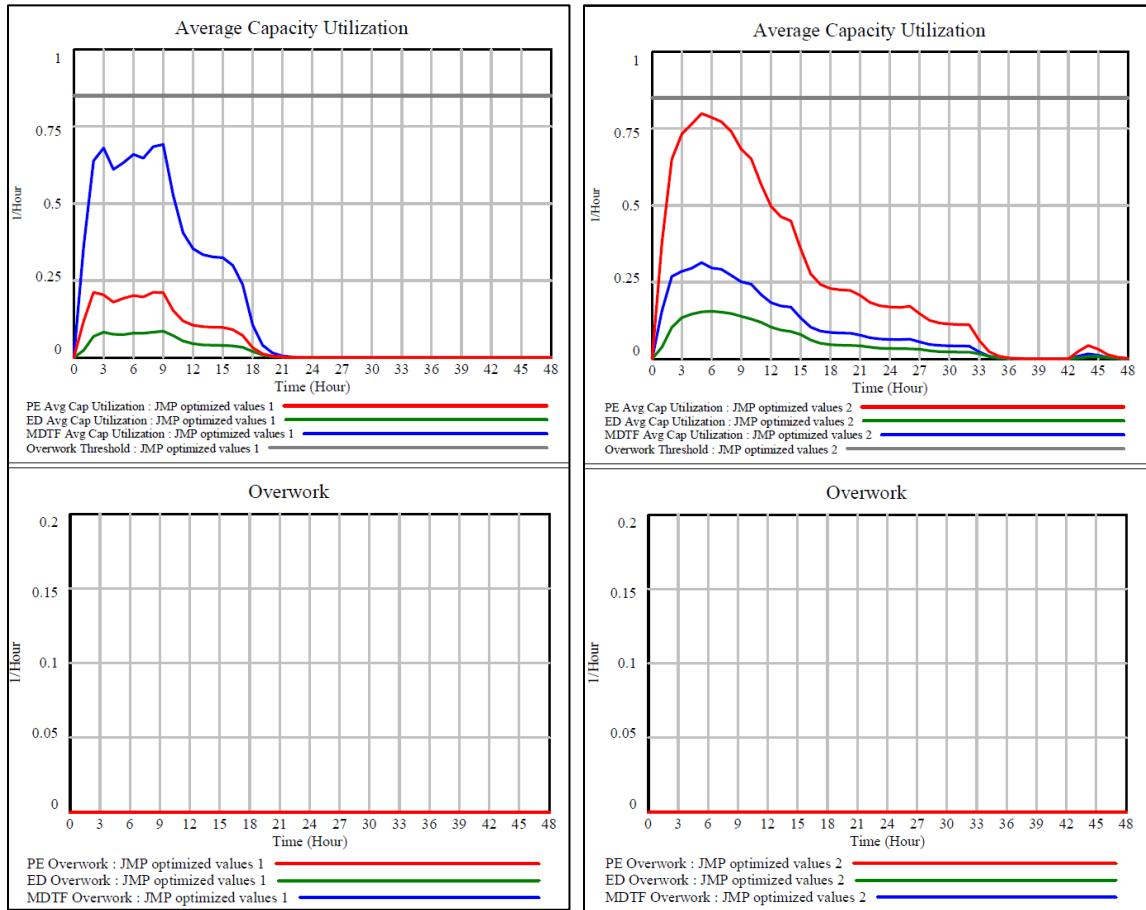 Average Capacity Utilization
1
0.75
0.5
0.25
0
1/Hour
0 3 6 9 12 15 18 21 24 27 30 33 36 39 42 45 48
Time (Hour)
PE Avg Cap Utilization : JMP optimized values 1
ED Avg Cap Utilization : JMP optimized values 1
MDTF Avg Cap Utilization : JMP optimized values 1
Overwork Threshold : JMP optimized values 1
Overwork
0.2
0.15
0.1
0.05
0
1/Hour
0 3 6 9 12 15 18 21 24 27 30 33 36 39 42 45 48
Time (Hour)
PE Overwork : JMP optimized values 1
ED Overwork : JMP optimized values 1
MDTF Overwork : JMP optimized values 1
Average Capacity Utilization
1
0.75
0.5
0.25
0
1/Hour
0 3 6 9 12 15 18 21 24 27 30 33 36 39 42 45 48
Time (Hour)
PE Avg Cap Utilization : JMP optimized values 2
ED Avg Cap Utilization : JMP optimized values 2
MDTF Avg Cap Utilization : JMP optimized values 2
Overwork Threshold : JMP optimized values 2
Overwork
0.2
0.15
0.1
0.05
0
1/Hour
0 3 6 9 12 15 18 21 24 27 30 33 36 39 42 45 48
Time (Hour)
PE Overwork : JMP optimized values 2
ED Overwork : JMP optimized values 2
MDTF Overwork : JMP optimized values 2